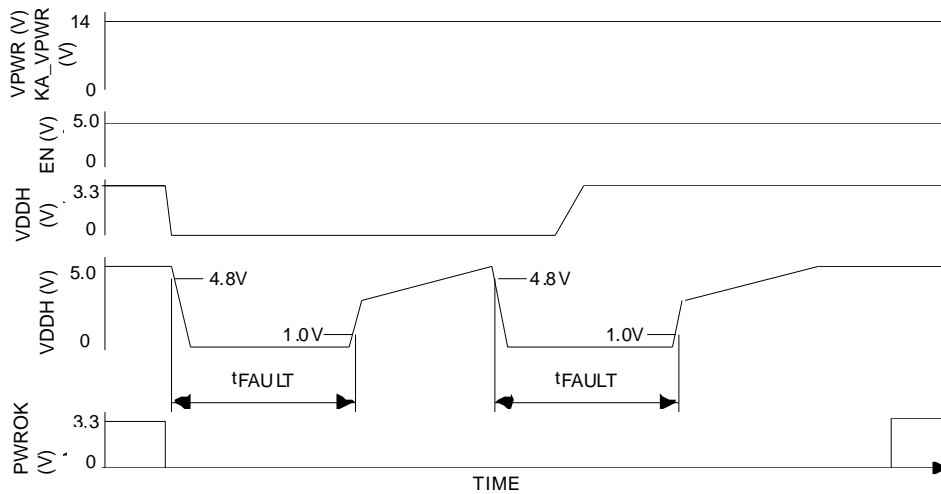 VPWR (V)
KA_VPWR
(V)
14
0
EN (V)
5.0
0
VDDH
(V)
3.3
0
VDDH (V)
5.0
0
4.8V
1.0V
tFAULT
4.8V
1.0V
tFAULT
PWROK
(V)
3.3
0
TIME